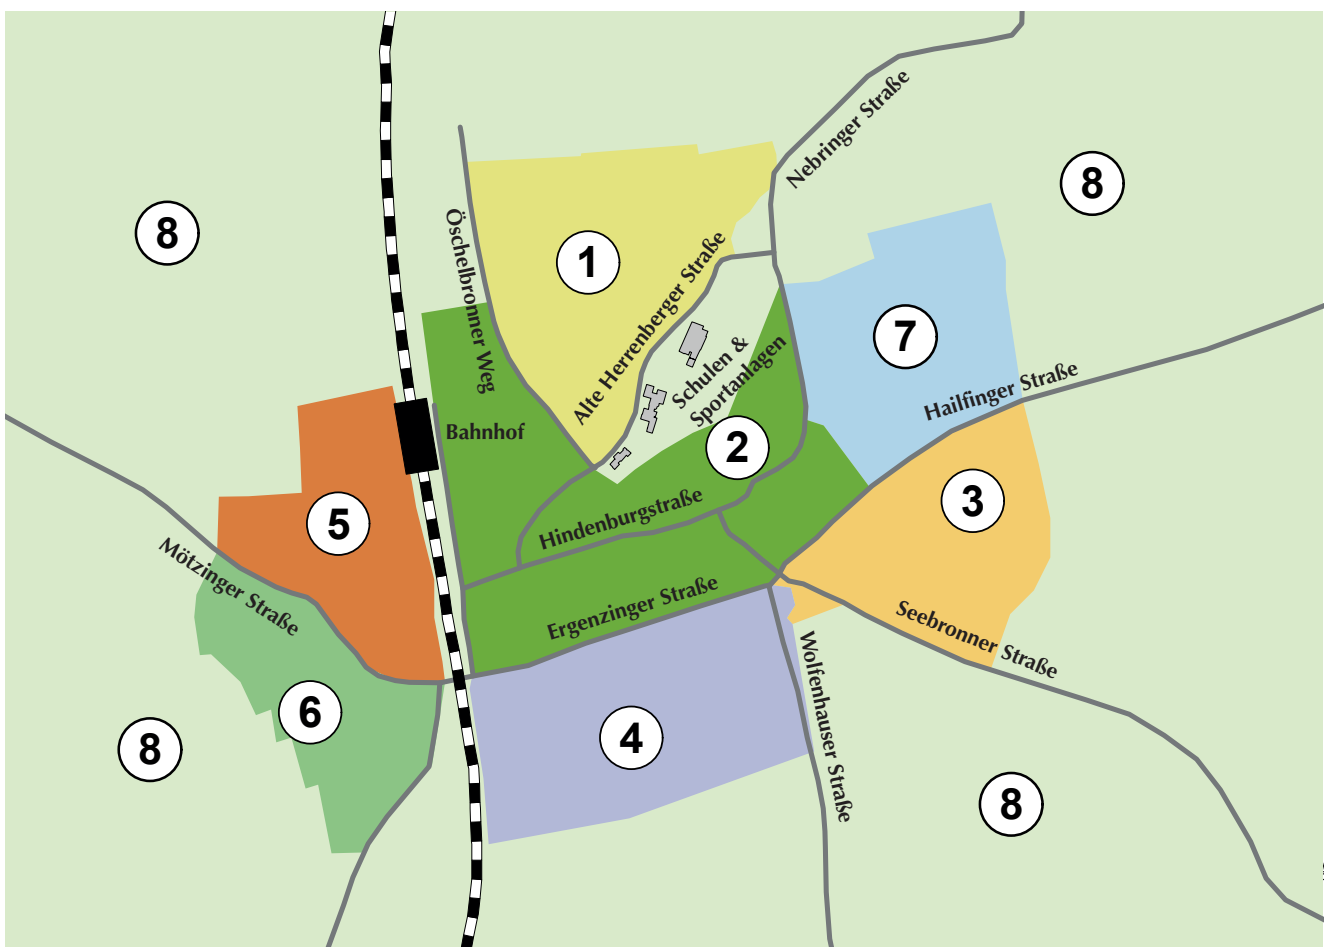 Nebringer Straße
8
8
Öschelbronner Weg
1
Alte Herrenberger Straße
7
Schulen &
Sportanlagen
Hailfinger Straße
Bahnhof
2
3
5
Hindenburgstraße
Mötzinger Straße
Ergenzinger Straße
Seebronner Straße
Wolfenhauser Straße
6
4
8
8